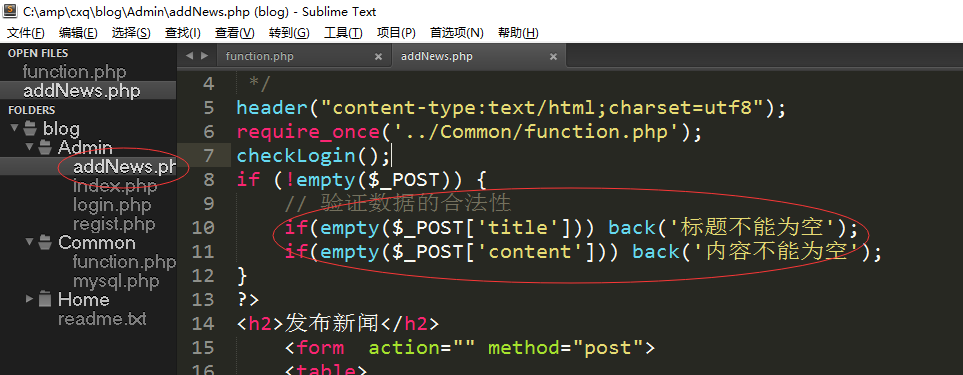 C:\amp\cxq\blog\Admin\addNews.php (blog) - Sublime Text
文件(F) 编辑(E) 选择(S) 查找(I) 查看(V) 转到(G) 工具(T) 项目(P) 首选项(N) 帮助(H)
OPEN FILES
function.php
addNews.php
FOLDERS
blog
Admin
addNews.ph
index.php
login.php
regist.php
Common
function.php
mysql.php
Home
readme.txt
function.php × addNews.php ×
4 */
5 header("content-type:text/html;charset=utf8");
6 require_once('../Common/function.php');
7 checkLogin();
8 if (!empty($_POST)) {
9 // 验证数据的合法性
10 if(empty($_POST['title'])) back('标题不能为空');
11 if(empty($_POST['content'])) back('内容不能为空');
12 }
13 ?>
14 <h2>发布新闻</h2>
15 <form  action="" method="post">
16 <table>